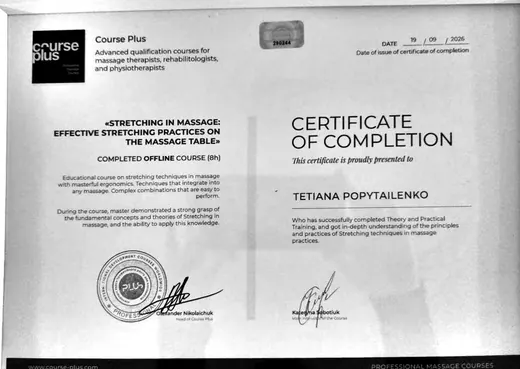 course
plus
Course Plus
Advanced qualification courses for
massage therapists, rehabilitologists,
and physiotherapists
DATE 19 / 09 / 2025
Date of issue of certificate of completion
«STRETCHING IN MASSAGE:
EFFECTIVE STRETCHING PRACTICES ON
THE MASSAGE TABLE»
COMPLETED OFFLINE COURSE (8h)
Educational course on stretching techniques in massage
with masterful ergonomics. Techniques that integrate into
any massage. Complex combinations that are easy to
perform.
During the course, master demonstrated a strong grasp of
the fundamental concepts and theories of Stretching in
massage, and the ability to apply this knowledge.
CERTIFICATE
OF COMPLETION
This certificate is proudly presented to
TETIANA POPYTAILENKO
Who has successfully completed Theory and Practical
Training, and got in-depth understanding of the principles
and practices of Stretching techniques in massage
practices.
PLUS
Nikolaichuk
Head of Course Plus
Sobotiuk
of the Course
www.course-plus.com
PROFESSIONAL MASSAGE COURSES